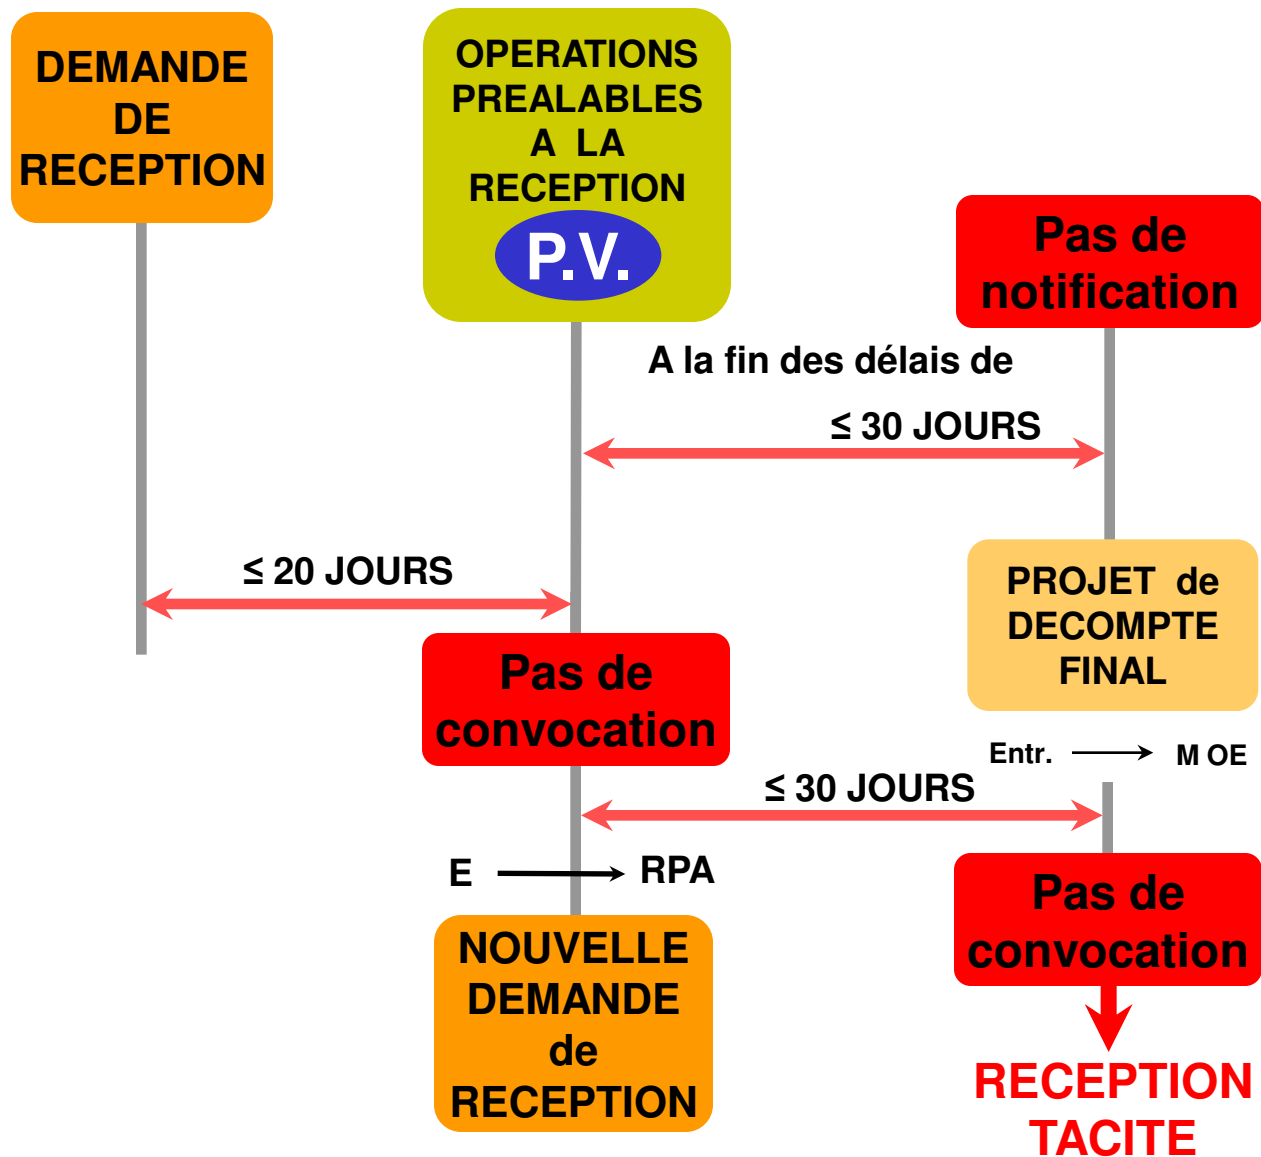 DEMANDE
DE
RECEPTION
OPERATIONS
PREALABLES
A LA
RECEPTION
P.V.
Pas de
notification
A la fin des délais de
≤ 30 JOURS
≤ 20 JOURS
PROJET de
DECOMPTE
FINAL
Pas de
convocation
Entr. M OE
≤ 30 JOURS
E RPA
Pas de
convocation
NOUVELLE
DEMANDE
de
RECEPTION
RECEPTION
TACITE